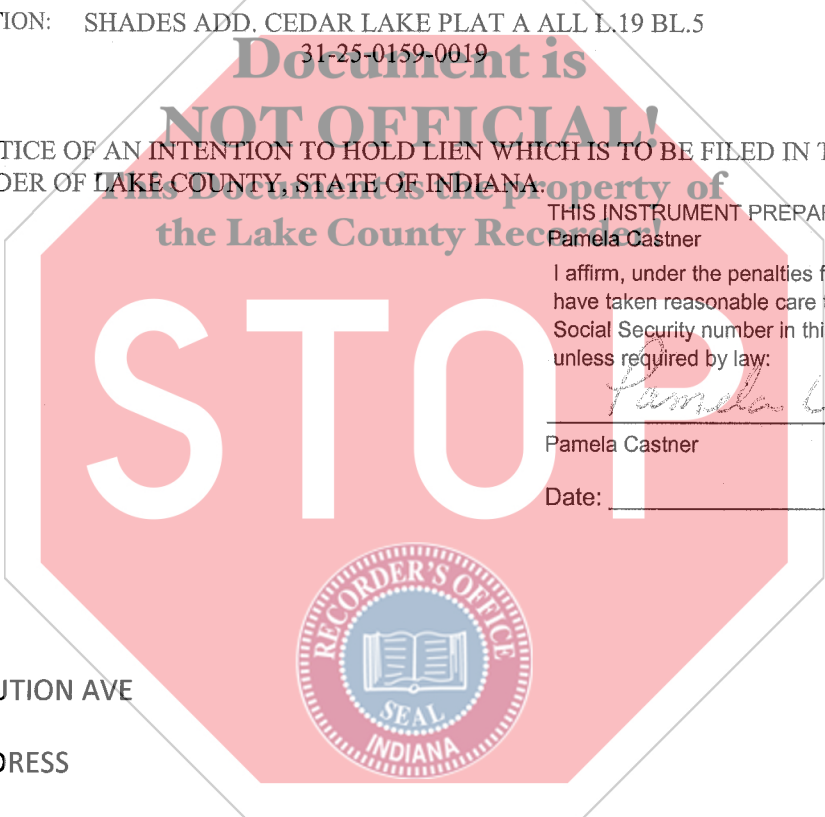 TION: SHADES ADD. CEDAR LAKE PLAT A ALL L.19 BL.5
31-25-0159-0019
Document is
NOT OFFICIAL!
TICE OF AN INTENTION TO HOLD LIEN WHICH IS TO BE FILED IN T
DER OF LAKE COUNTY, STATE OF INDIANA.
This Document is the property of
the Lake County Recorder!
THIS INSTRUMENT PREPAR
Pamela Castner
I affirm, under the penalties f
have taken reasonable care t
Social Security number in thi
unless required by law:
Pamela C
Pamela Castner
Date:
STOP
RECORDER'S OFFICE
SEAL
INDIANA
UTION AVE
DRESS